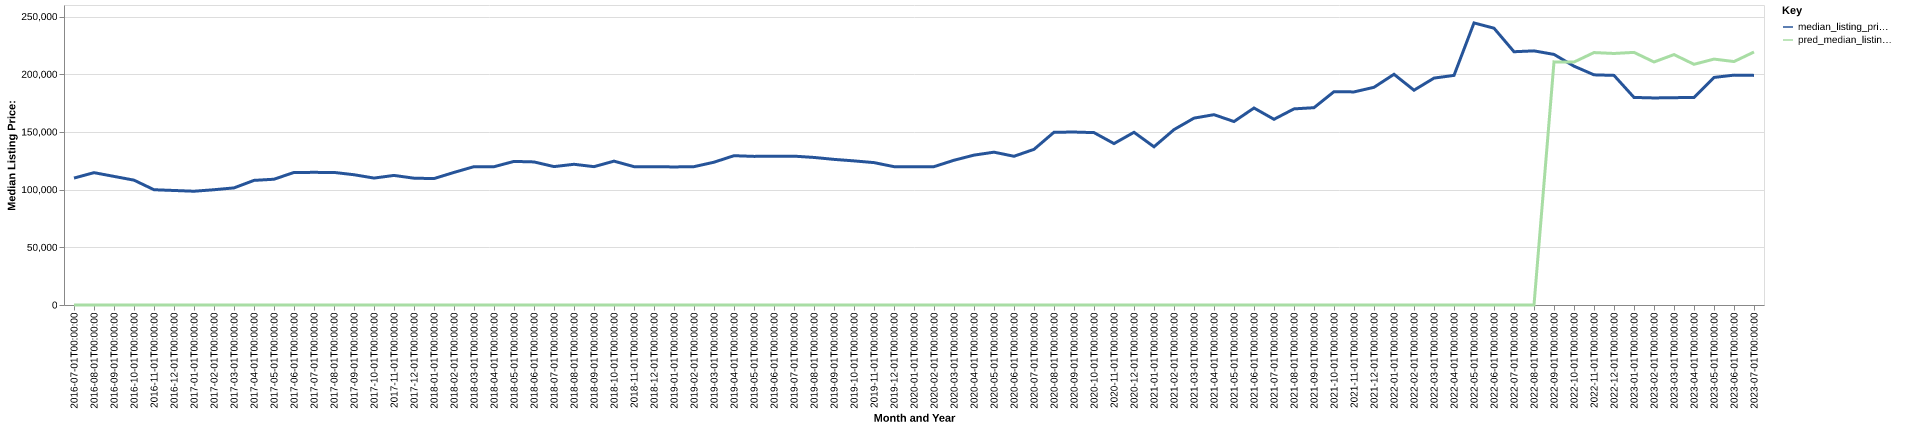 250,000
200,000
150,000
100,000
50,000
0
Median Listing Price:
2016-07-01T00:00:00
2016-08-01T00:00:00
2016-09-01T00:00:00
2016-10-01T00:00:00
2016-11-01T00:00:00
2016-12-01T00:00:00
2017-01-01T00:00:00
2017-02-01T00:00:00
2017-03-01T00:00:00
2017-04-01T00:00:00
2017-05-01T00:00:00
2017-06-01T00:00:00
2017-07-01T00:00:00
2017-08-01T00:00:00
2017-09-01T00:00:00
2017-10-01T00:00:00
2017-11-01T00:00:00
2017-12-01T00:00:00
2018-01-01T00:00:00
2018-02-01T00:00:00
2018-03-01T00:00:00
2018-04-01T00:00:00
2018-05-01T00:00:00
2018-06-01T00:00:00
2018-07-01T00:00:00
2018-08-01T00:00:00
2018-09-01T00:00:00
2018-10-01T00:00:00
2018-11-01T00:00:00
2018-12-01T00:00:00
2019-01-01T00:00:00
2019-02-01T00:00:00
2019-03-01T00:00:00
2019-04-01T00:00:00
2019-05-01T00:00:00
2019-06-01T00:00:00
2019-07-01T00:00:00
2019-08-01T00:00:00
2019-09-01T00:00:00
2019-10-01T00:00:00
2019-11-01T00:00:00
2019-12-01T00:00:00
2020-01-01T00:00:00
2020-02-01T00:00:00
2020-03-01T00:00:00
2020-04-01T00:00:00
2020-05-01T00:00:00
2020-06-01T00:00:00
2020-07-01T00:00:00
2020-08-01T00:00:00
2020-09-01T00:00:00
2020-10-01T00:00:00
2020-11-01T00:00:00
2020-12-01T00:00:00
2021-01-01T00:00:00
2021-02-01T00:00:00
2021-03-01T00:00:00
2021-04-01T00:00:00
2021-05-01T00:00:00
2021-06-01T00:00:00
2021-07-01T00:00:00
2021-08-01T00:00:00
2021-09-01T00:00:00
2021-10-01T00:00:00
2021-11-01T00:00:00
2021-12-01T00:00:00
2022-01-01T00:00:00
2022-02-01T00:00:00
2022-03-01T00:00:00
2022-04-01T00:00:00
2022-05-01T00:00:00
2022-06-01T00:00:00
2022-07-01T00:00:00
2022-08-01T00:00:00
2022-09-01T00:00:00
2022-10-01T00:00:00
2022-11-01T00:00:00
2022-12-01T00:00:00
2023-01-01T00:00:00
2023-02-01T00:00:00
2023-03-01T00:00:00
2023-04-01T00:00:00
2023-05-01T00:00:00
2023-06-01T00:00:00
2023-07-01T00:00:00
Month and Year
Key
median_listing_pri…
pred_median_listin…